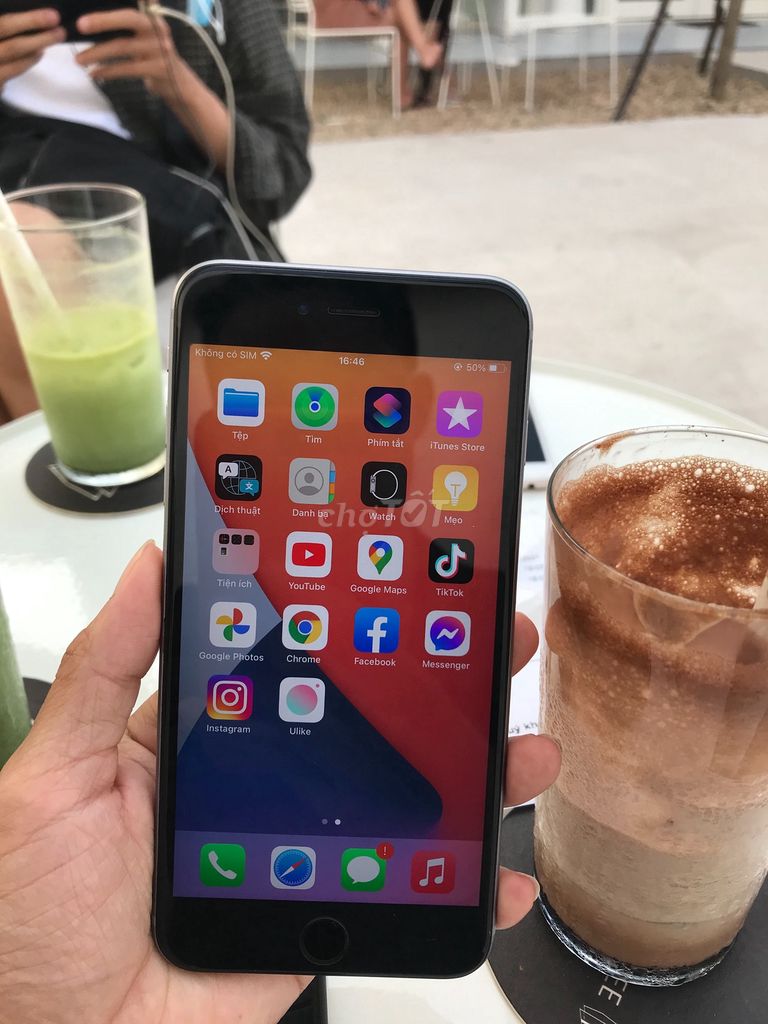 Không có SIM
16:46
50%
Tệp
Tìm
Phím tắt
iTunes Store
A
文
Dịch thuật
Danh bạ
Watch
Mẹo
chợTỐT
Tiện ích
YouTube
Google Maps
TikTok
Google Photos
Chrome
Facebook
Messenger
Instagram
Ulike
!